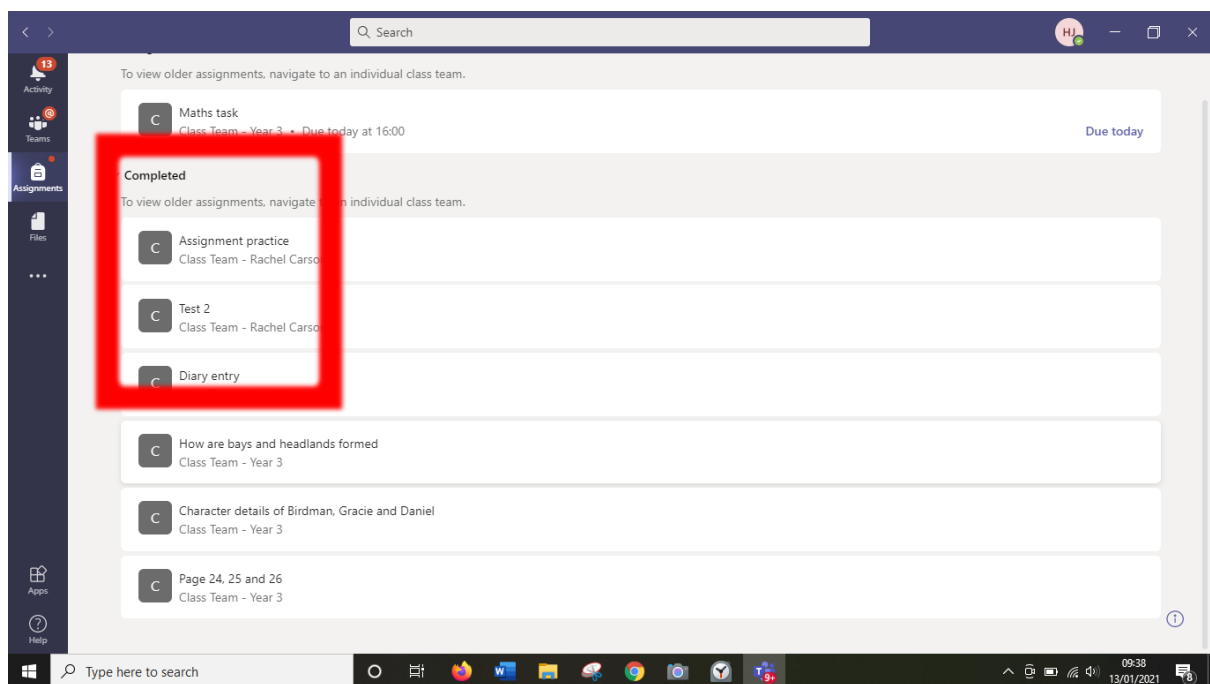 Search
HJ
13
Activity
Teams
Assignments
Files
Apps
Help
To view older assignments, navigate to an individual class team.
C
Maths task
Class Team - Year 3 • Due today at 16:00
Due today
Completed
To view older assignments, navigate individual class team.
C
Assignment practice
Class Team - Rachel
C
Test 2
Class Team - Rachel
C
Diary entry
C
How are bays and headlands formed
Class Team - Year 3
C
Character details of Birdman, Gracie and Daniel
Class Team - Year 3
C
Page 24, 25 and 26
Class Team - Year 3
Type here to search
9+
09:38
13/01/2021
8